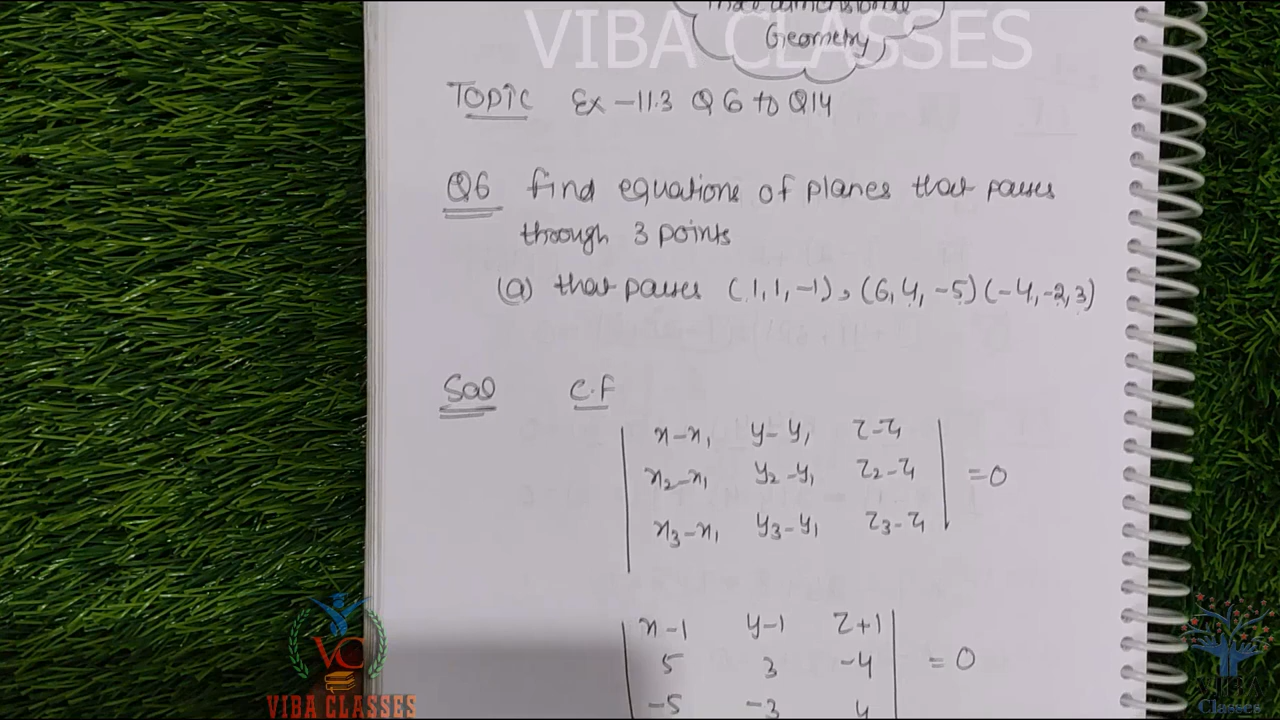 VIBA CLASSES
Geometry
TOPIC Ex-11.3 Q6 to Q14
Q6 find equations of planes that passes
through 3 points
(a) that passes (1,1,-1), (6,4,-5)(-4,-2,3)
Sol C.F
x-x₁ y-y₁ z-z₁
x₂-x₁ y₂-y₁ z₂-z₁ =0
x₃-x₁ y₃-y₁ z₃-z₁
x-1 y-1 z+1
5 3 -4 =0
-5 -3 4
VC
VIBA CLASSES
VIBA
Classes